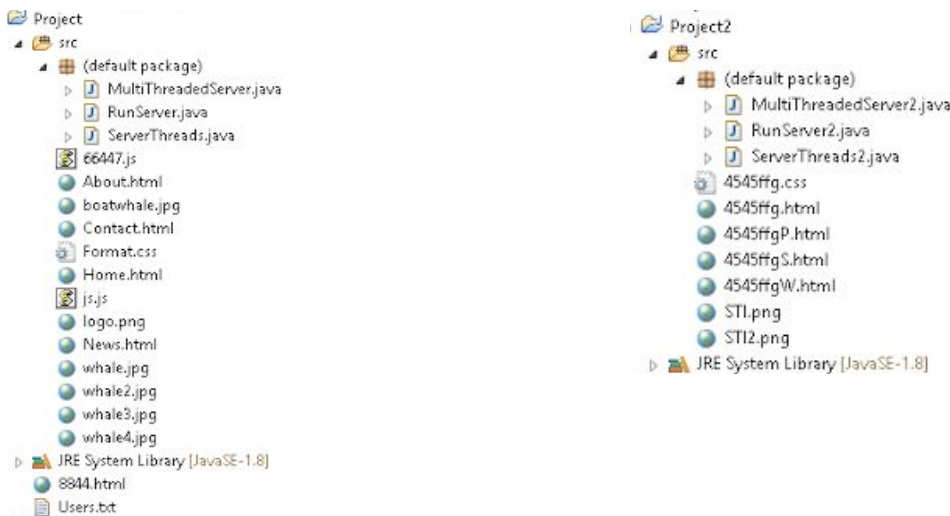 Project
src
(default package)
MultiThreadedServer.java
RunServer.java
ServerThreads.java
66447.js
About.html
boatwhale.jpg
Contact.html
Format.css
Home.html
js.js
logo.png
News.html
whale.jpg
whale2.jpg
whale3.jpg
whale4.jpg
JRE System Library [JavaSE-1.8]
8844.html
Users.txt
Project2
src
(default package)
MultiThreadedServer2.java
RunServer2.java
ServerThreads2.java
4545ffg.css
4545ffg.html
4545ffgP.html
4545ffgS.html
4545ffgW.html
STI.png
STI2.png
JRE System Library [JavaSE-1.8]